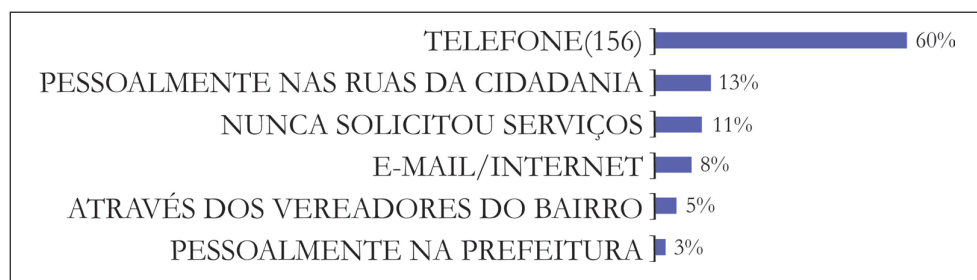 TELEFONE(156) 60%
PESSOALMENTE NAS RUAS DA CIDADANIA 13%
NUNCA SOLICITOU SERVIÇOS 11%
E-MAIL/INTERNET 8%
ATRAVÉS DOS VEREADORES DO BAIRRO 5%
PESSOALMENTE NA PREFEITURA 3%